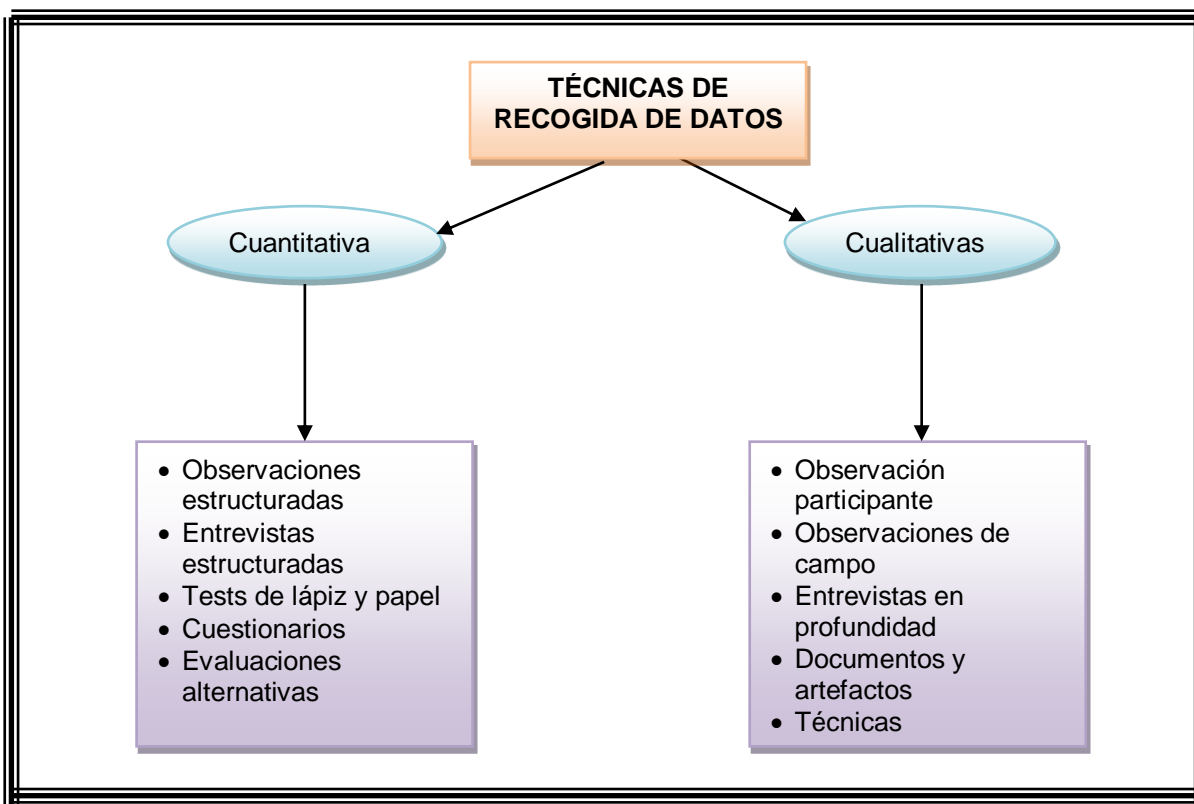 TÉCNICAS DE
RECOGIDA DE DATOS
Cuantitativa
Cualitativas
• Observaciones
estructuradas
• Entrevistas
estructuradas
• Tests de lápiz y papel
• Cuestionarios
• Evaluaciones
alternativas
• Observación
participante
• Observaciones de
campo
• Entrevistas en
profundidad
• Documentos y
artefactos
• Técnicas